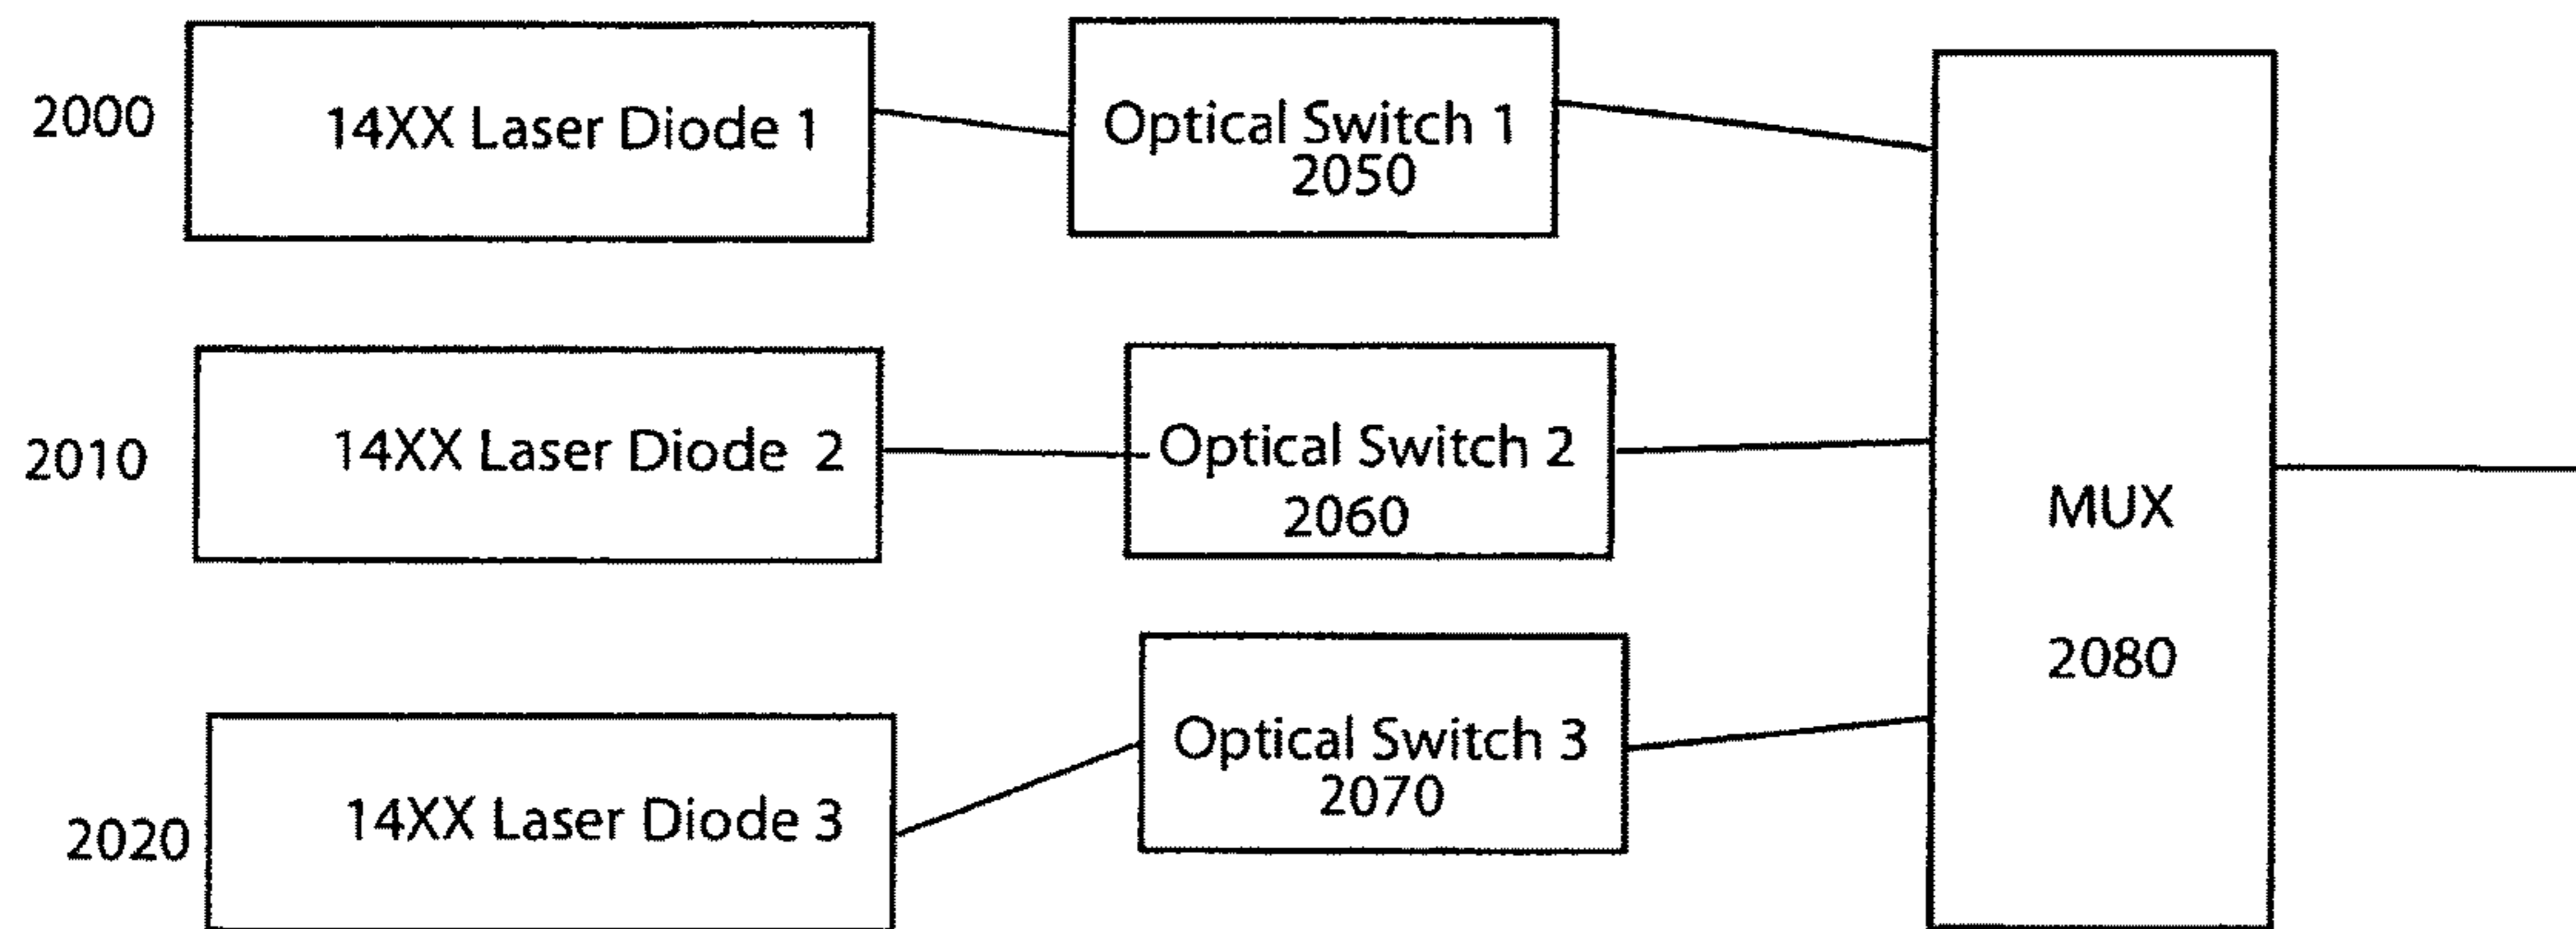 2000
14XX Laser Diode 1
Optical Switch 1
2050
2010
14XX Laser Diode 2
Optical Switch 2
2060
MUX
2080
2020
14XX Laser Diode 3
Optical Switch 3
2070